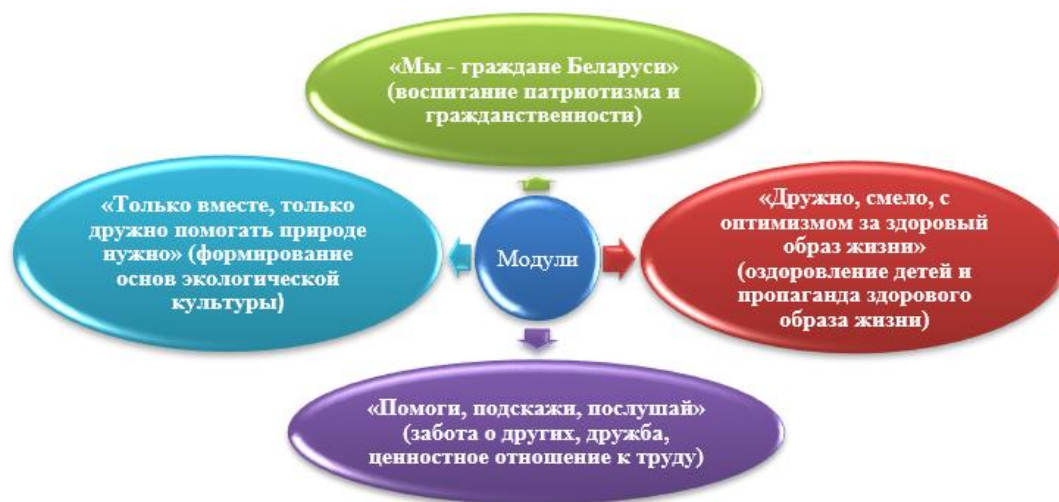 «Мы - граждане Беларуси»
(воспитание патриотизма и
гражданственности)
«Только вместе, только
дружно помогать природе
нужно» (формирование
основ экологической
культуры)
Модули
«Дружно, смело, с
оптимизмом за здоровый
образ жизни»
(оздоровление детей и
пропаганда здорового
образа жизни)
«Помоги, подскажи, послушай»
(забота о других, дружба,
ценностное отношение к труду)